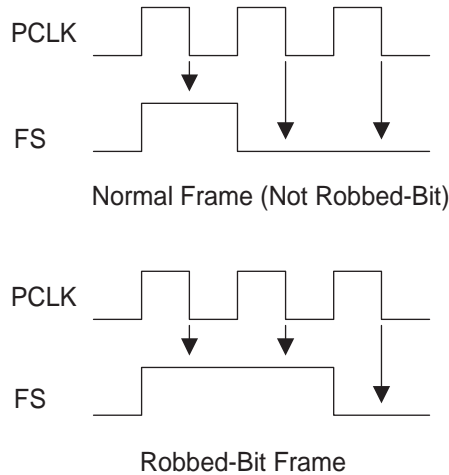 PCLK
FS
Normal Frame (Not Robbed-Bit)
PCLK
FS
Robbed-Bit Frame